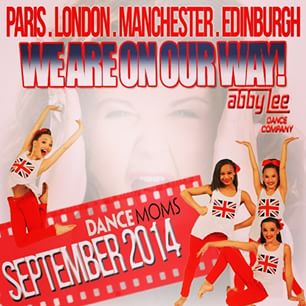 PARIS . LONDON . MANCHESTER . EDINBURGH
WE ARE ON OUR WAY!
abby lee
DANCE
COMPANY
DANCE MOMS
SEPTEMBER 2014